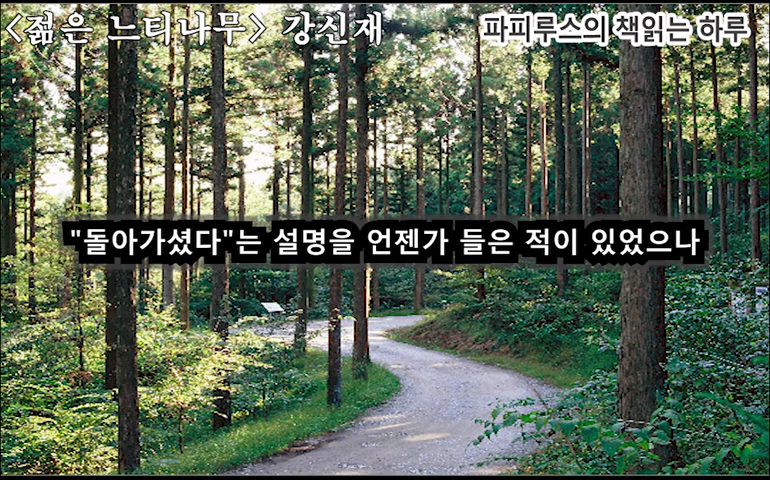 <젊은 느티나무> 강신재
파피루스의 책읽는 하루
"돌아가셨다"는 설명을 언젠가 들은 적이 있었으나